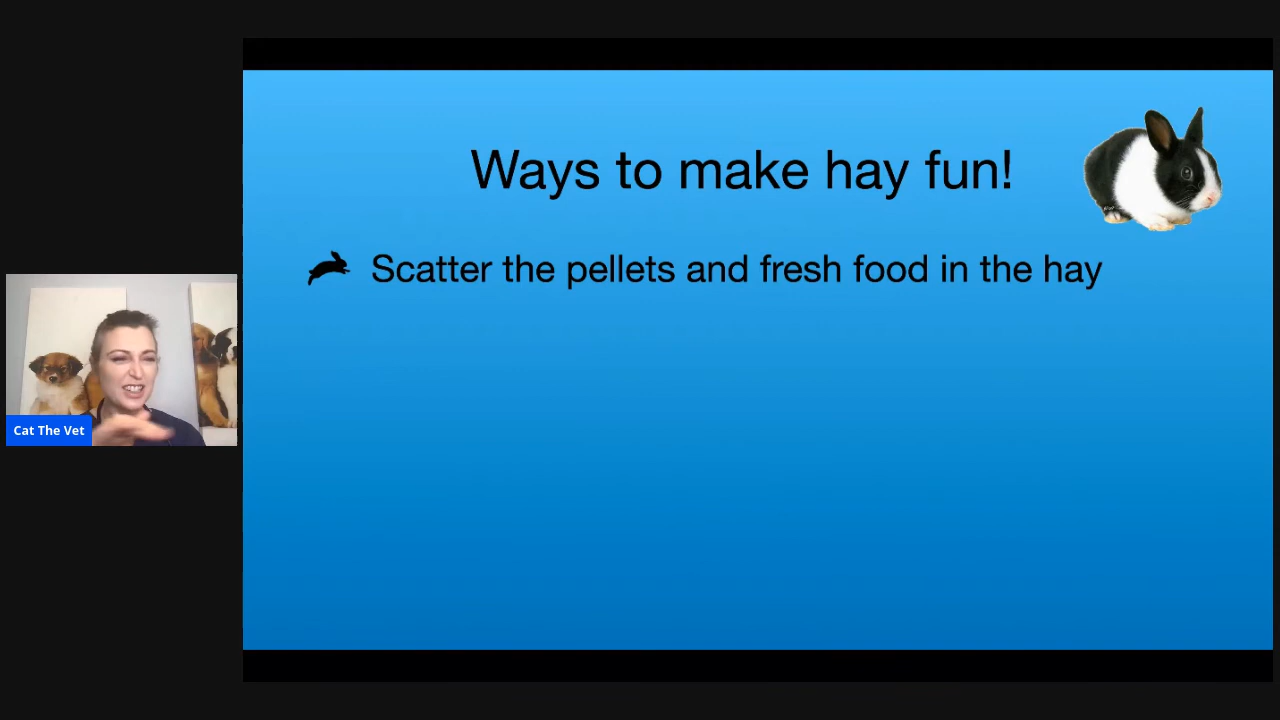 Ways to make hay fun!
Scatter the pellets and fresh food in the hay
Cat The Vet